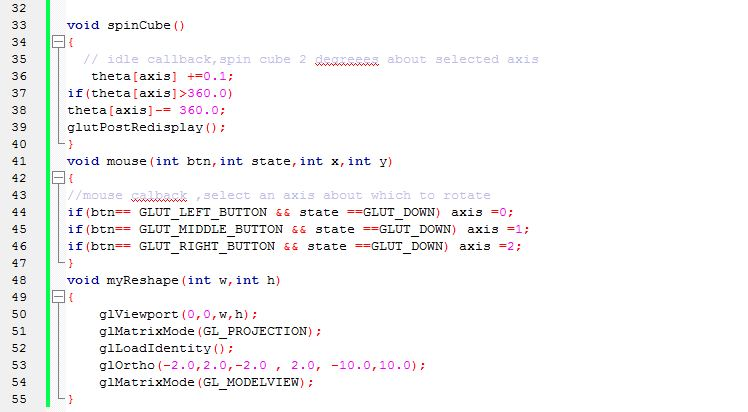 32
33 void spinCube()
34 {
35 // idle callback,spin cube 2 degreees about selected axis
36 theta[axis] +=0.1;
37 if(theta[axis]>360.0)
38 theta[axis]-= 360.0;
39 glutPostRedisplay();
40 }
41 void mouse(int btn,int state,int x,int y)
42 {
43 //mouse calback ,select an axis about which to rotate
44 if(btn== GLUT_LEFT_BUTTON && state ==GLUT_DOWN) axis =0;
45 if(btn== GLUT_MIDDLE_BUTTON && state ==GLUT_DOWN) axis =1;
46 if(btn== GLUT_RIGHT_BUTTON && state ==GLUT_DOWN) axis =2;
47 }
48 void myReshape(int w,int h)
49 {
50 glViewport(0,0,w,h);
51 glMatrixMode(GL_PROJECTION);
52 glLoadIdentity();
53 glOrtho(-2.0,2.0,-2.0 , 2.0, -10.0,10.0);
54 glMatrixMode(GL_MODELVIEW);
55 }